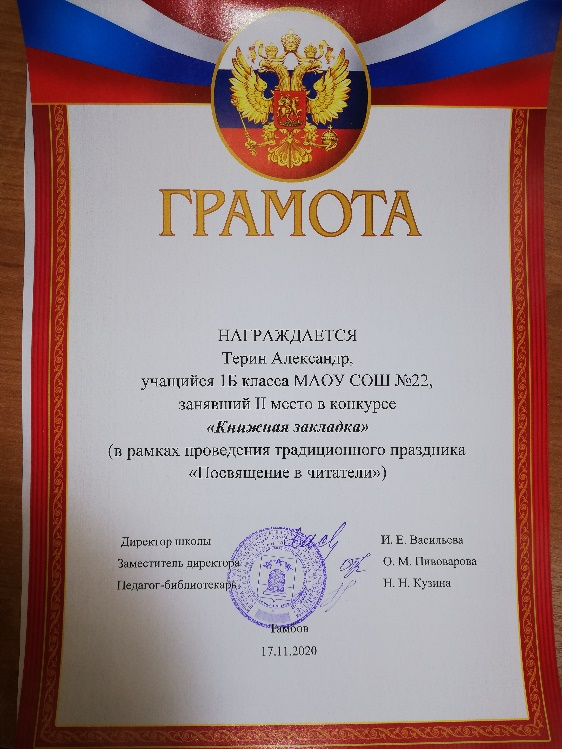 ГРАМОТА
НАГРАЖДАЕТСЯ
Терин Александр,
учащийся 1Б класса МАОУ СОШ №22,
занявший II место в конкурсе
«Книжная закладка»
(в рамках проведения традиционного праздника
«Посвящение в читатели»)
Директор школы И. Е. Васильева
Заместитель директора О. М. Пивоварова
Педагог-библиотекарь Н. Н. Кузина
Тамбов
17.11.2020